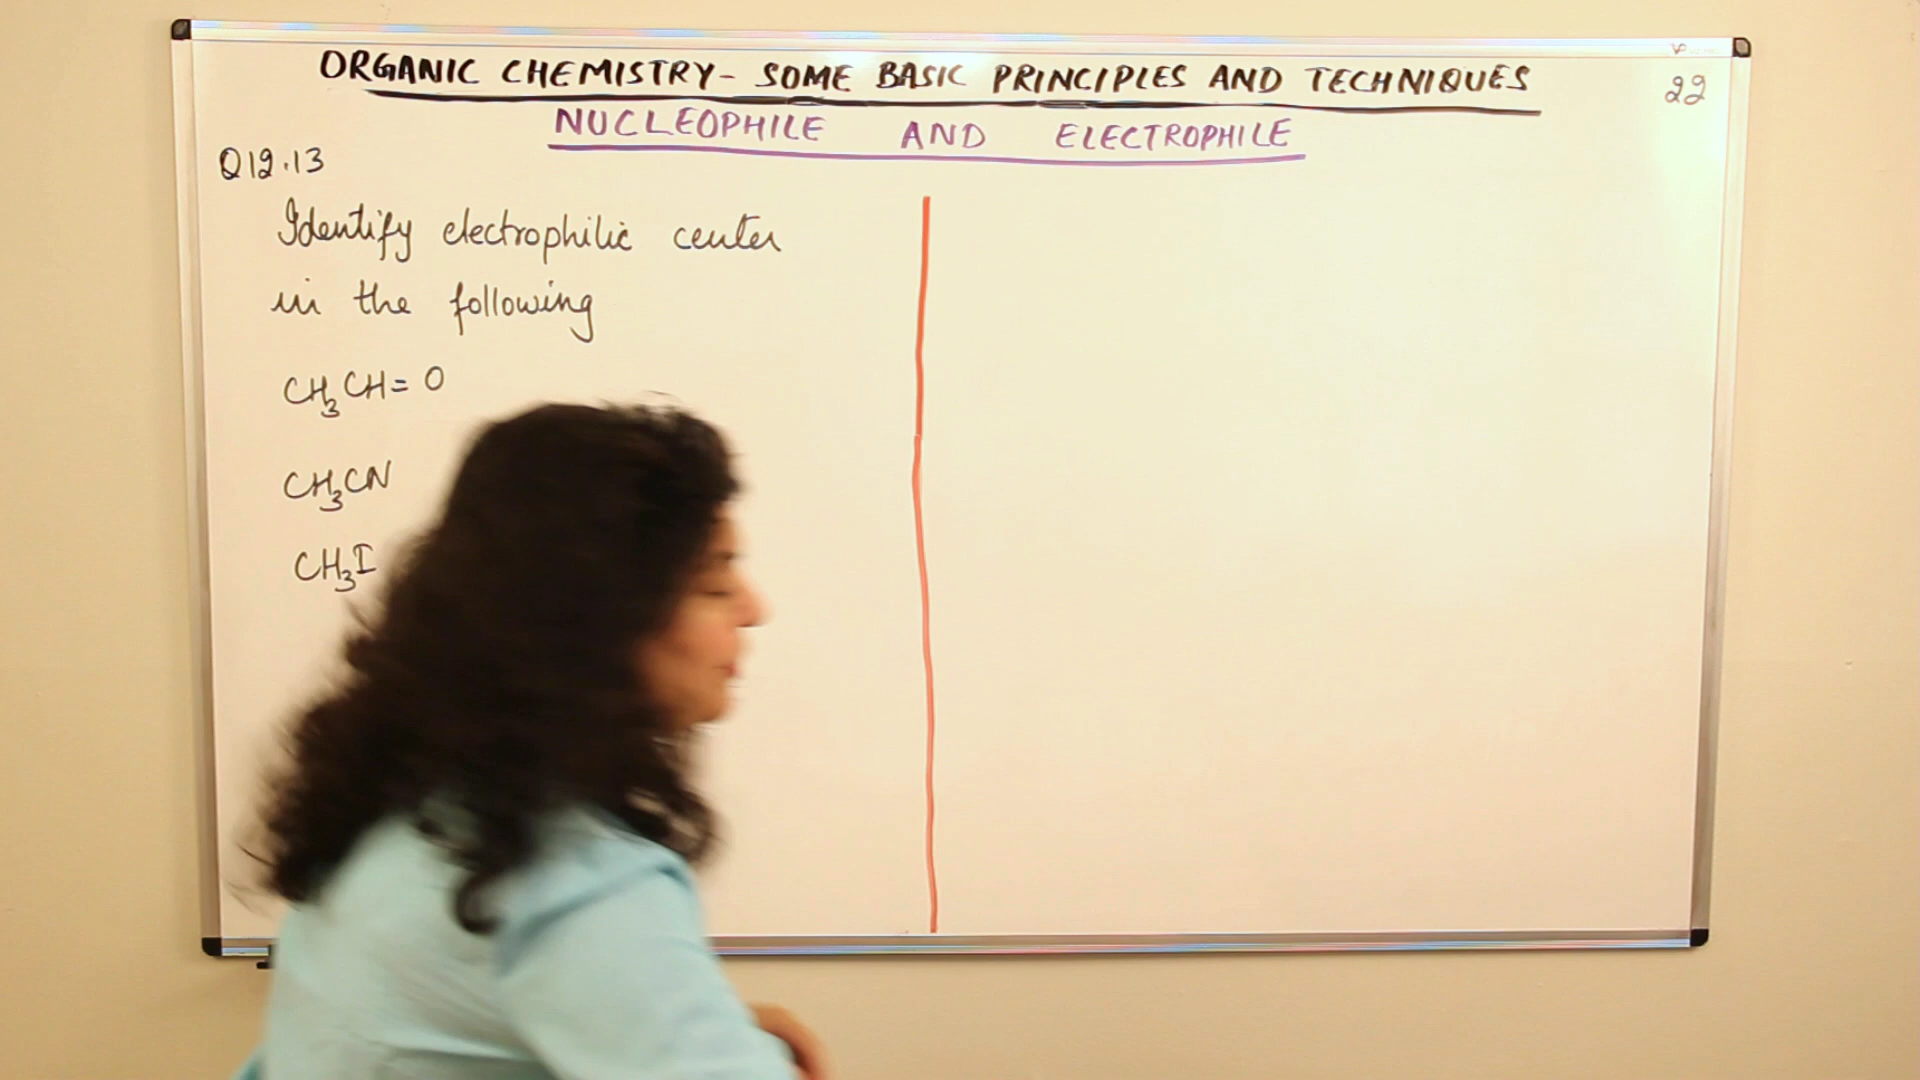 ORGANIC CHEMISTRY- SOME BASIC PRINCIPLES AND TECHNIQUES
22
NUCLEOPHILE AND ELECTROPHILE
Q12.13
Identify electrophilic center
in the following
CH₃CH=O
CH₃CN
CH₃I